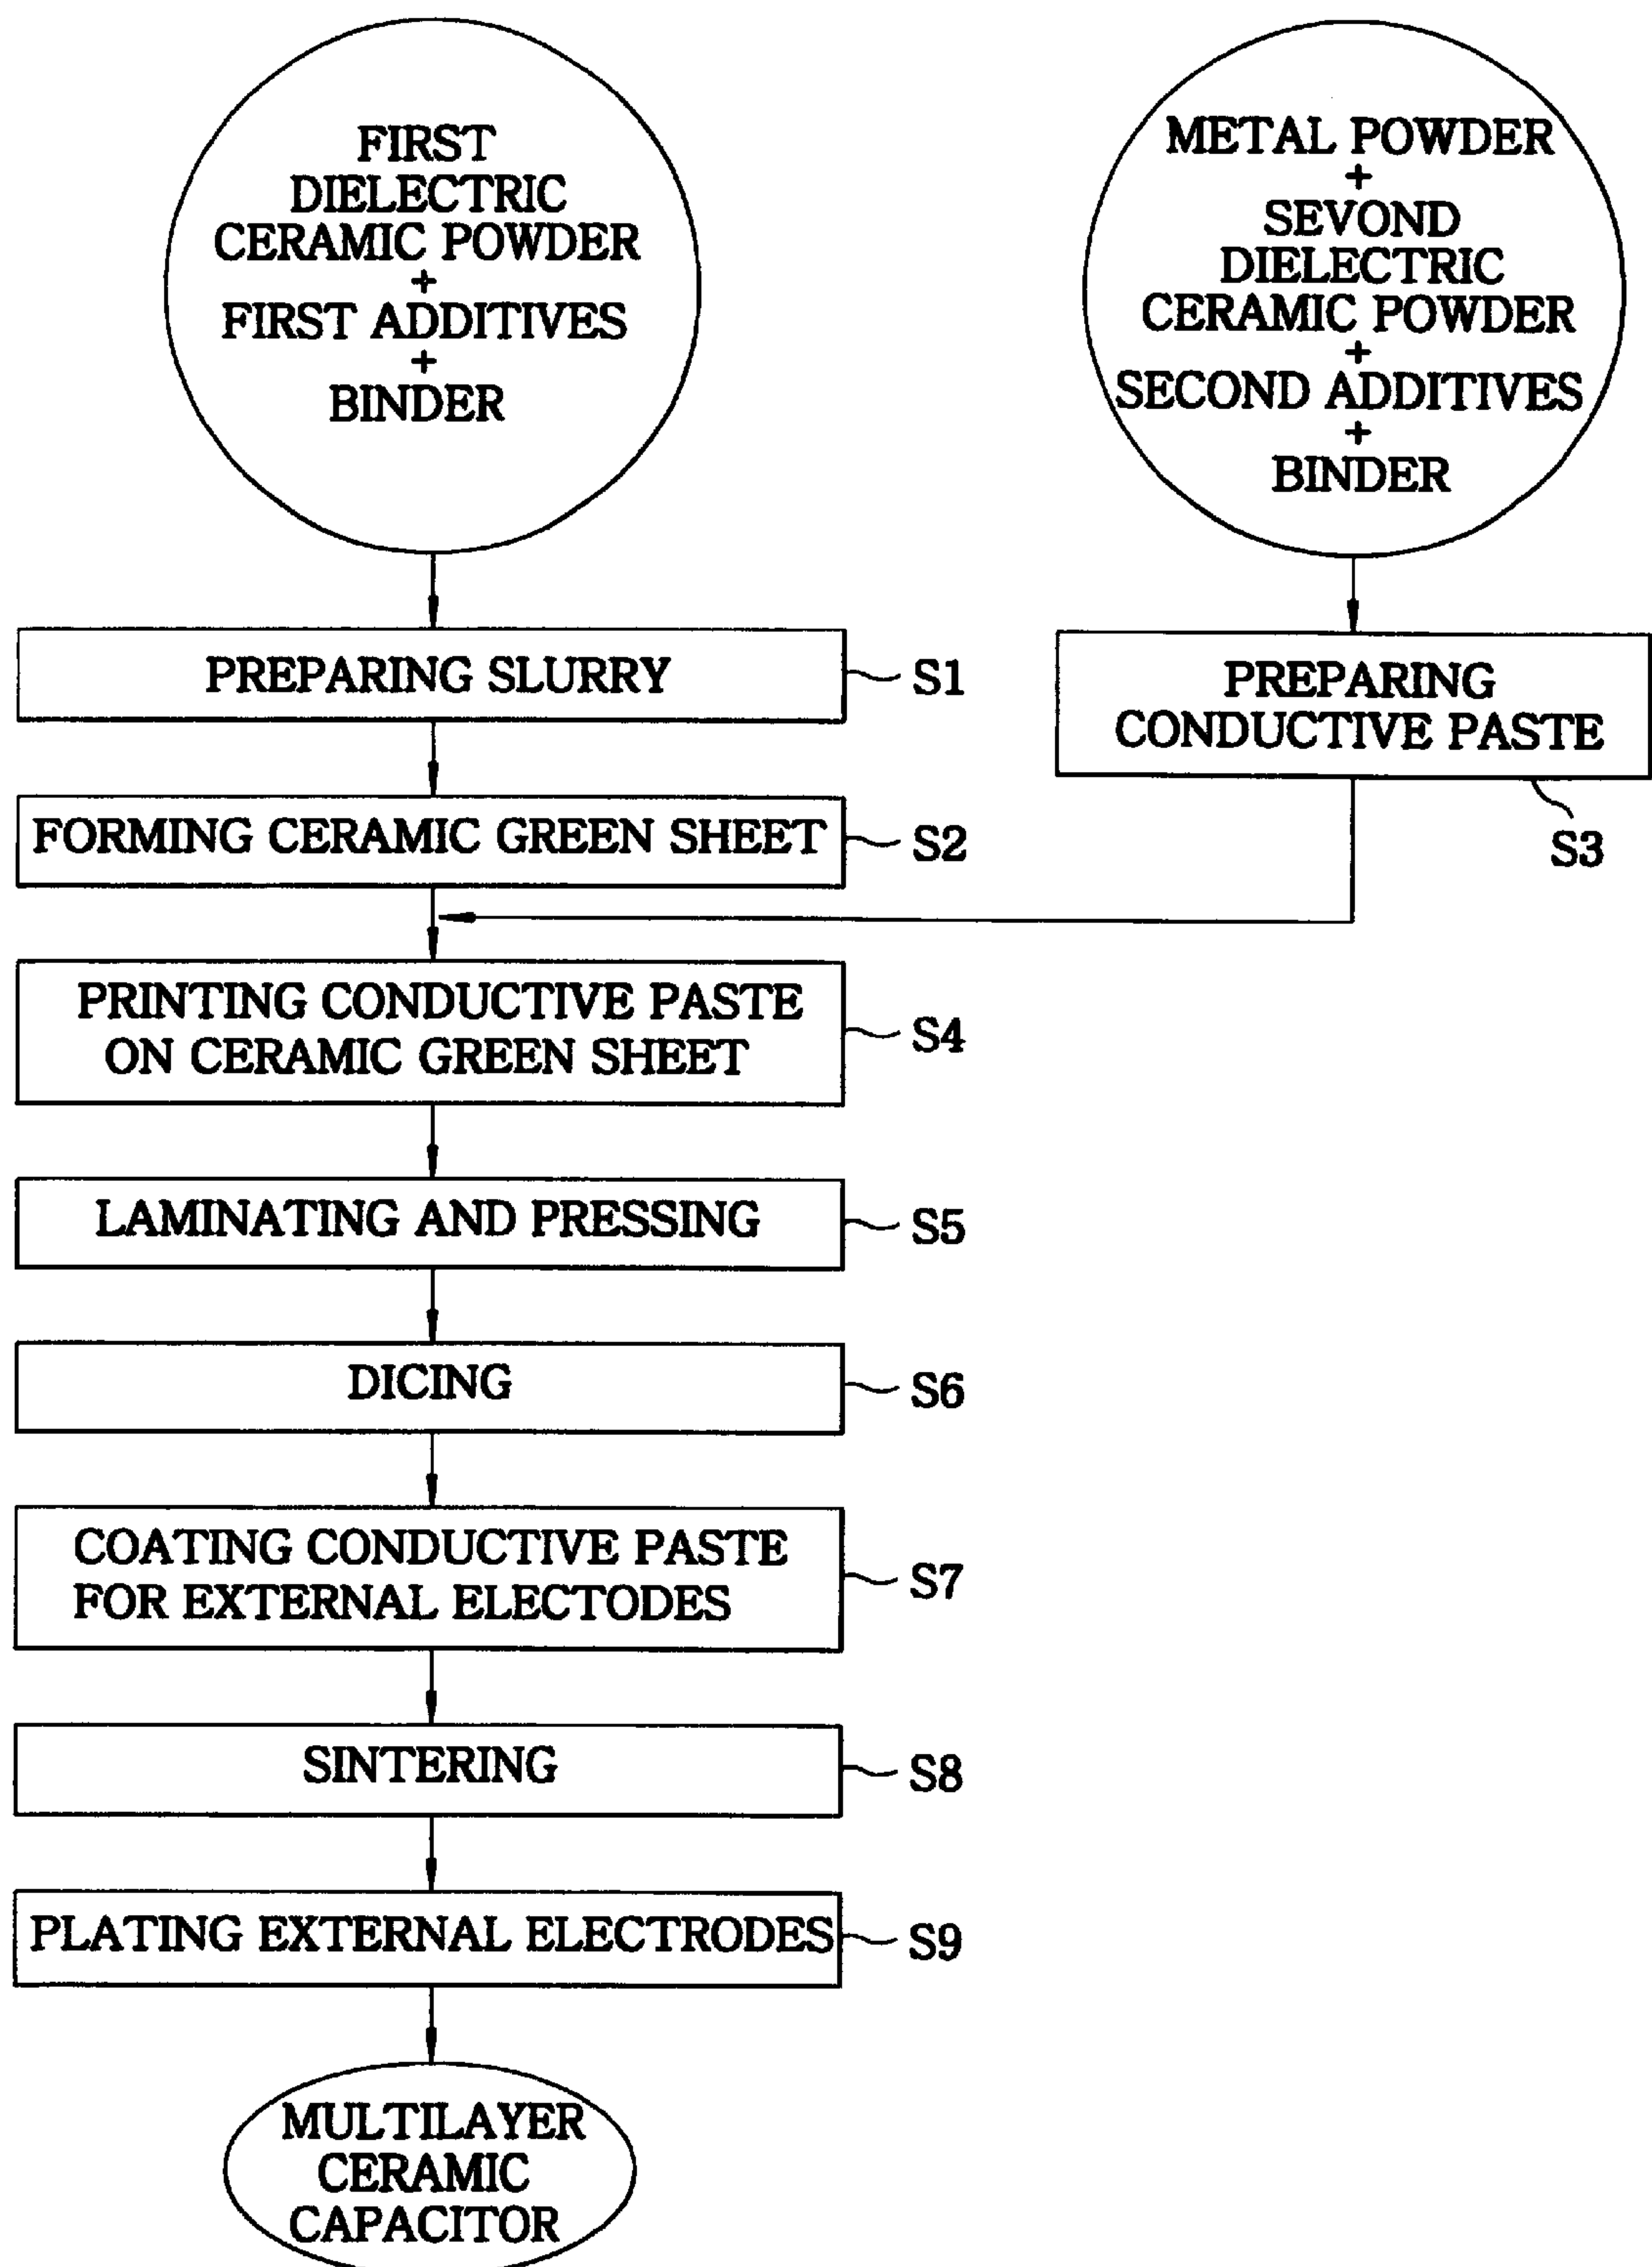 FIRST
DIELECTRIC
CERAMIC POWDER
+
FIRST ADDITIVES
+
BINDER
METAL POWDER
+
SEVOND
DIELECTRIC
CERAMIC POWDER
+
SECOND ADDITIVES
+
BINDER
PREPARING SLURRY
S1
PREPARING
CONDUCTIVE PASTE
S3
FORMING CERAMIC GREEN SHEET
S2
PRINTING CONDUCTIVE PASTE
ON CERAMIC GREEN SHEET
S4
LAMINATING AND PRESSING
S5
DICING
S6
COATING CONDUCTIVE PASTE
FOR EXTERNAL ELECTODES
S7
SINTERING
S8
PLATING EXTERNAL ELECTRODES
S9
MULTILAYER
CERAMIC
CAPACITOR